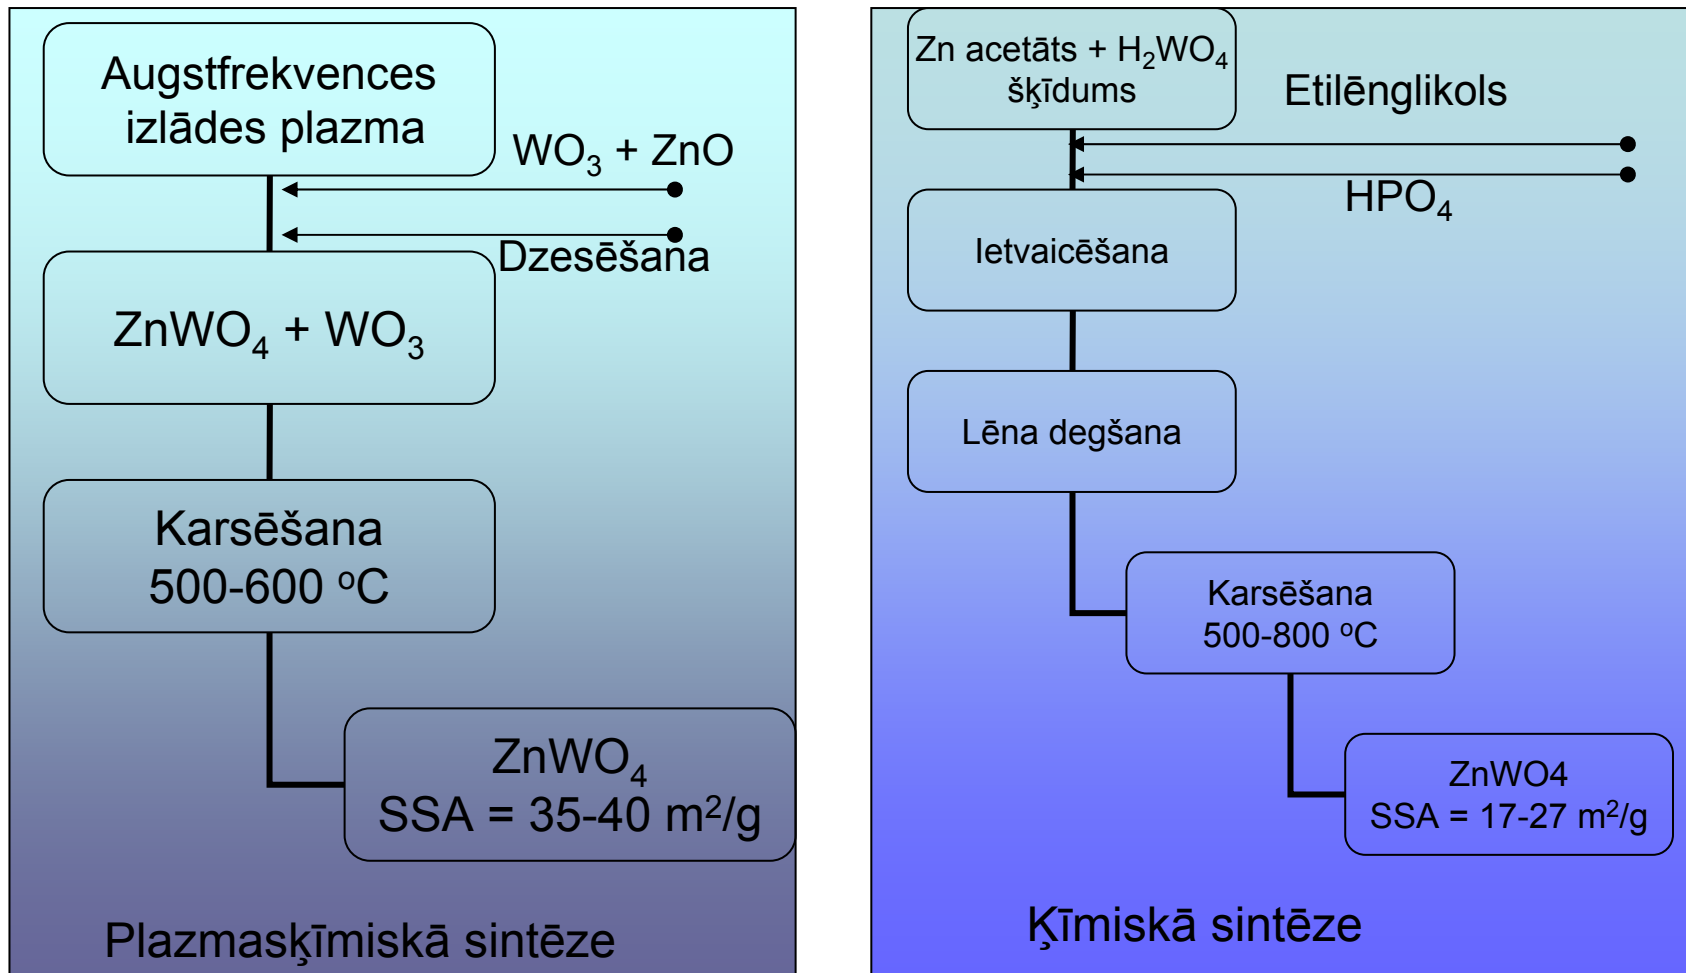 Augstfrekvences
izlādes plazma
WO₃ + ZnO
Dzesēšana
ZnWO₄ + WO₃
Karsēšana
500-600 ºC
ZnWO₄
SSA = 35-40 m²/g
Plazmasķīmiskā sintēze
Zn acetāts + H₂WO₄
šķīdums
Etilēnglikols
HPO₄
Ietvaicēšana
Lēna degšana
Karsēšana
500-800 ºC
ZnWO4
SSA = 17-27 m²/g
Ķīmiskā sintēze